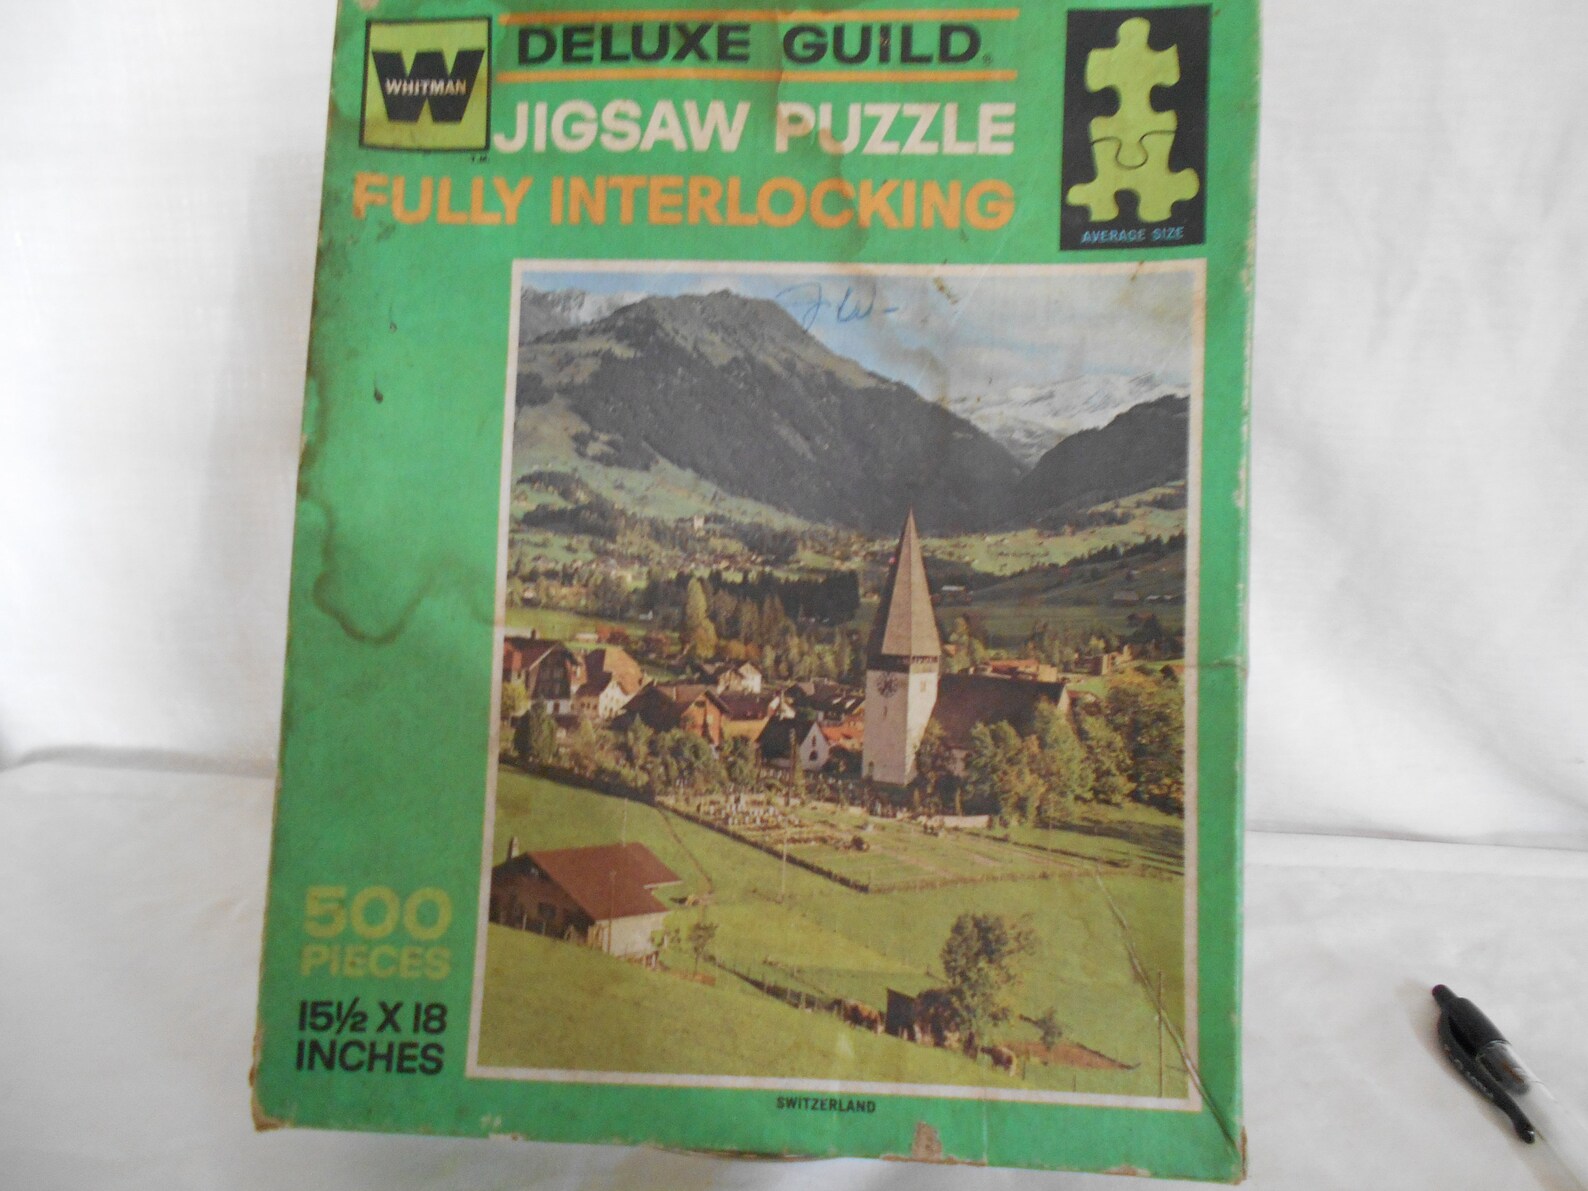 WHITMAN
T.M.
DELUXE GUILD®
JIGSAW PUZZLE
FULLY INTERLOCKING
AVERAGE SIZE
J W-
500
PIECES
15½ X 18
INCHES
SWITZERLAND